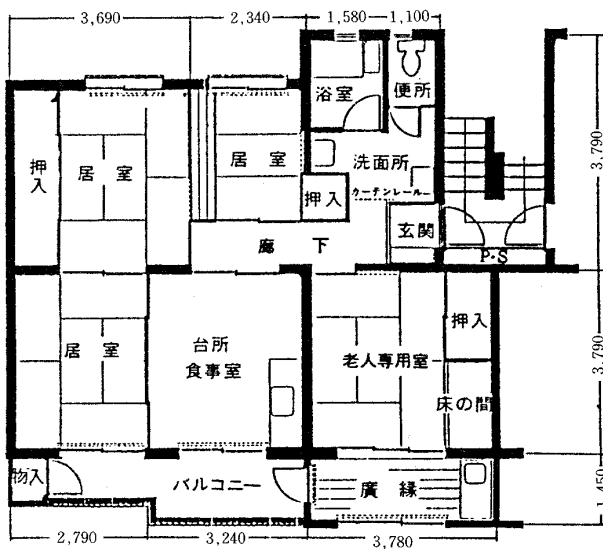 3,690
2,340
1,580
1,100
浴室
便所
押入
居室
居室
洗面所
カーテンレール
押入
玄関
3,790
廊下
P・S
居室
台所
食事室
老人専用室
押入
床の間
3,790
物入
バルコニー
廣縁
1,450
2,790
3,240
3,780